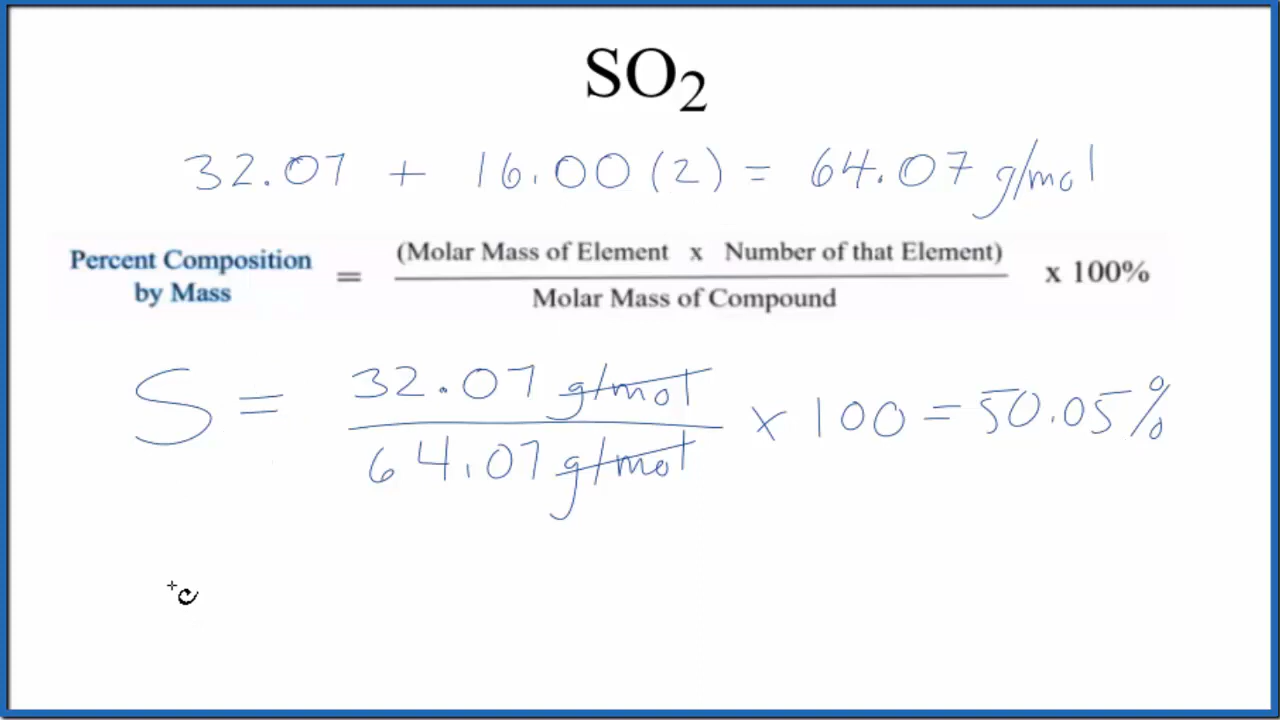 SO₂
32.07 + 16.00 (2) = 64.07 g/mol
Percent Composition by Mass = (Molar Mass of Element x Number of that Element) / Molar Mass of Compound x 100%
S = 32.07 g/mol / 64.07 g/mol x 100 = 50.05%